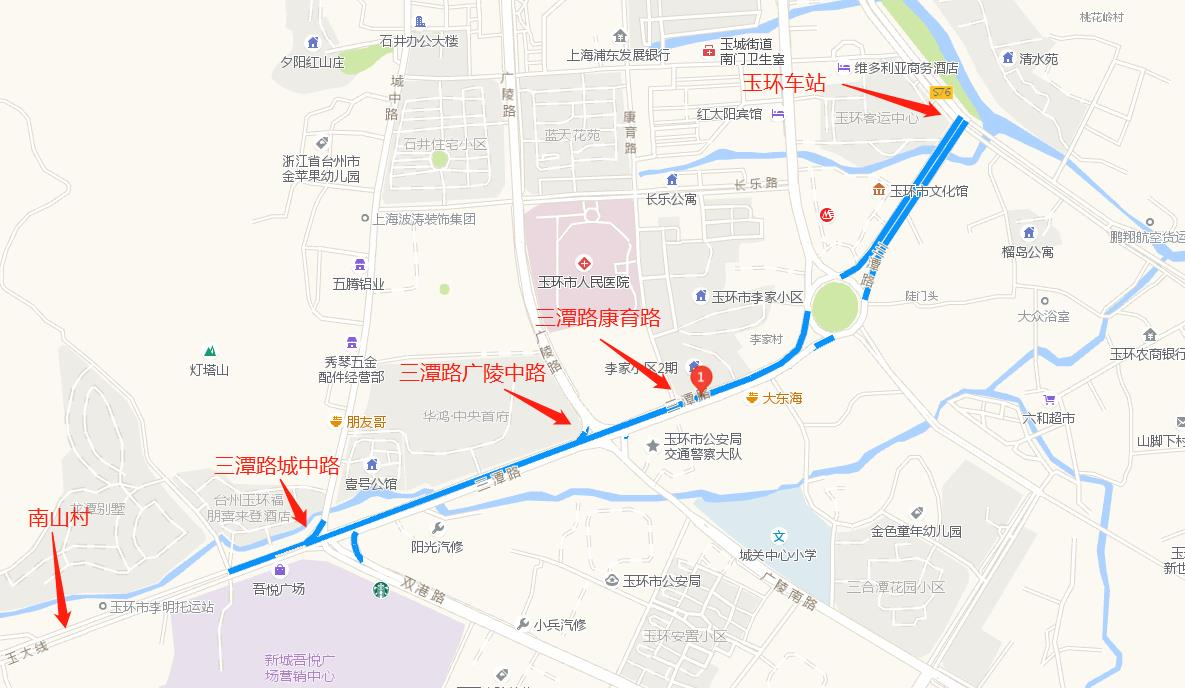 桃花岭村
石井办公大楼
夕阳红山庄
上海浦东发展银行
玉城街道
南门卫生室
维多利亚商务酒店
清水苑
玉环车站
S76
城中路
广陵路
康育路
红太阳宾馆
玉环客运中心
蓝天花苑
石井住宅小区
浙江省台州市
金苹果幼儿园
长乐路
长乐公寓
玉环市文化馆
上海波涛装饰集团
鹏翔航空货运
榴岛公寓
五腾铝业
玉环市人民医院
三潭路
玉环市李家小区
陡门头
大众浴室
三潭路康育路
李家村
广陵路
秀琴五金
配件经营部
灯塔山
三潭路广陵中路
李家小区2期
1
玉环农商银行
三潭路
大东海
朋友哥
华鸿·中央首府
六和超市
玉环市公安局
交通警察大队
山脚下村
三潭路城中路
壹号公馆
三潭路
台州玉环福
朋喜来登酒店
龙潭别墅
南山村
金色童年幼儿园
阳光汽修
文
城关中心小学
吾悦广场
双港路
玉环市公安局
广陵南路
三合潭花园小区
玉环市李明托运站
小兵汽修
玉环安置小区
玉大线
新城吾悦广
场营销中心